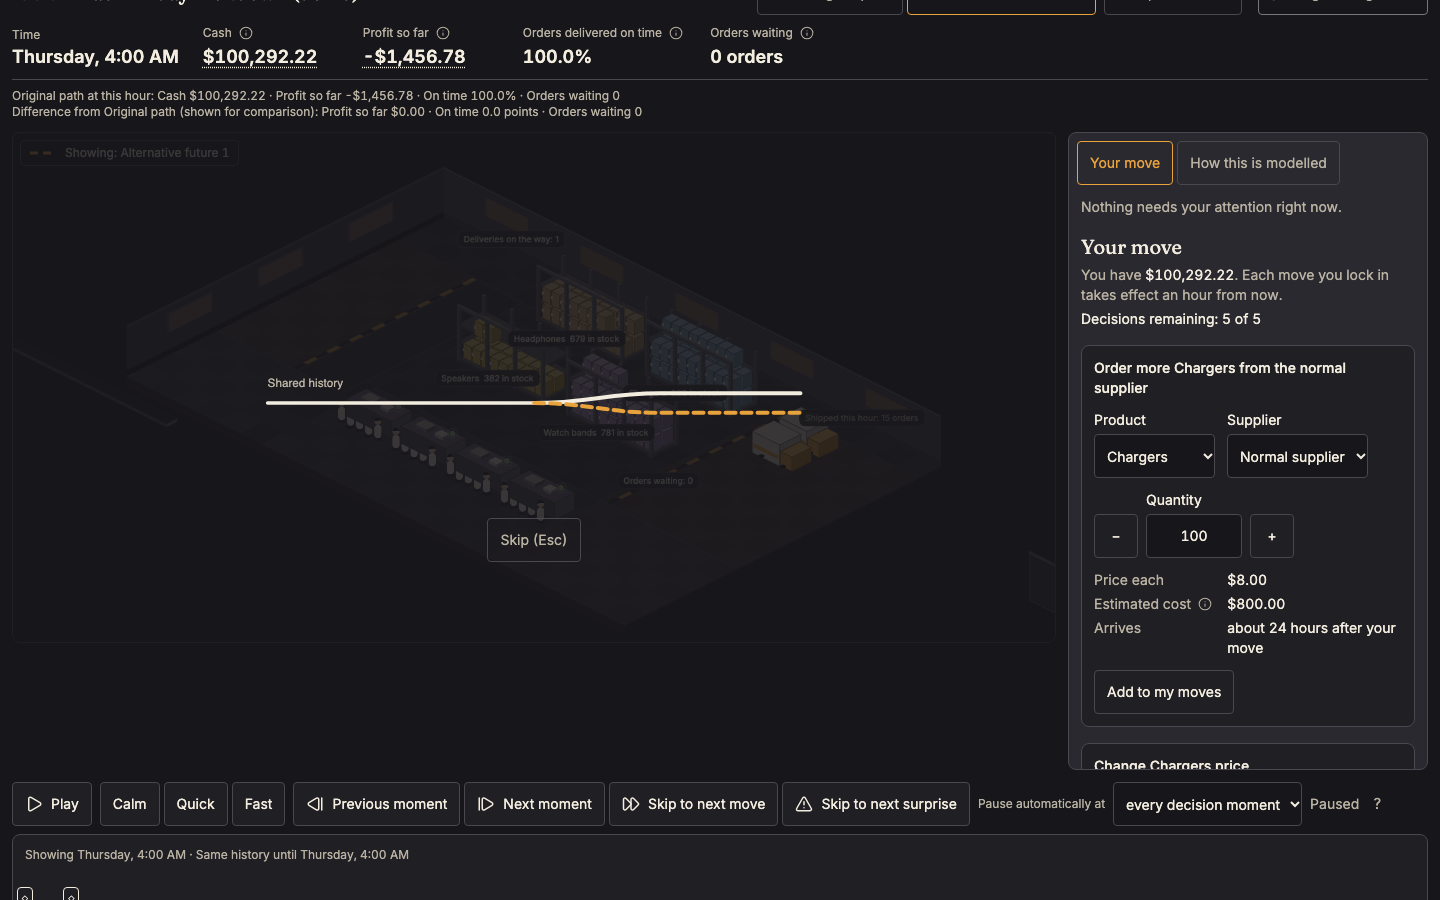 Time
Thursday, 4:00 AM
Cash
$100,292.22
Profit so far
-$1,456.78
Orders delivered on time
100.0%
Orders waiting
0 orders
Original path at this hour: Cash $100,292.22 · Profit so far -$1,456.78 · On time 100.0% · Orders waiting 0
Difference from Original path (shown for comparison): Profit so far $0.00 · On time 0.0 points · Orders waiting 0
Showing: Alternative future 1
Deliveries on the way: 1
Headphones 679 in stock
Speakers 382 in stock
Shared history
Shipped this hour: 15 orders
Watch bands 781 in stock
Orders waiting: 0
Skip (Esc)
Your move
How this is modelled
Nothing needs your attention right now.
Your move
You have $100,292.22. Each move you lock in
takes effect an hour from now.
Decisions remaining: 5 of 5
Order more Chargers from the normal
supplier
Product
Supplier
Chargers
Normal supplier
Quantity
-
100
+
Price each
$8.00
Estimated cost
$800.00
Arrives
about 24 hours after your
move
Add to my moves
Change Chargers price
Play
Calm
Quick
Fast
Previous moment
Next moment
Skip to next move
Skip to next surprise
Pause automatically at
every decision moment
Paused
?
Showing Thursday, 4:00 AM · Same history until Thursday, 4:00 AM